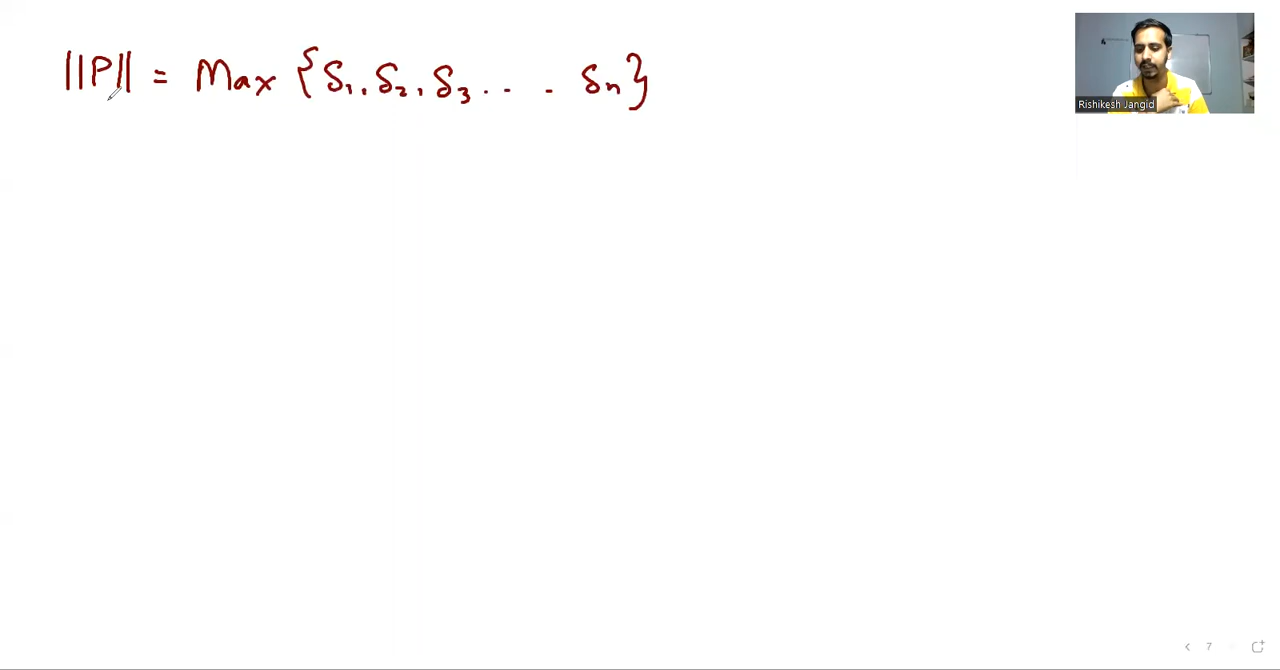 ||P|| = Max {δ1, δ2, δ3 . . . δn}
Rishikesh Jangid
7